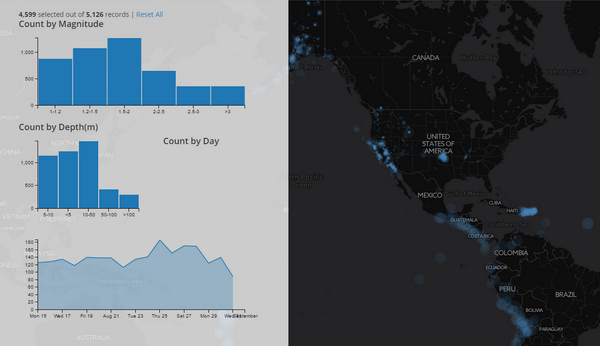 4,599 selected out of 5,126 records | Reset All
Count by Magnitude
1,000
500
0
1-1.2
1.2-1.5
1.5-2
2-2.5
2.5-3
>3
Count by Depth(m)
Count by Day
1,000
500
0
5-10
<5
10-50
50-100
>100
180
160
140
120
100
80
60
40
20
0
Mon 15
Wed 17
Fri 19
Aug 21
Tue 23
Thu 25
Sat 27
Mon 29
AUSTRALIA
CANADA
UNITED
STATES OF
AMERICA
MEXICO
CUBA
HAITI
GUATEMALA
COSTA RICA
COLOMBIA
ECUADOR
PERU
BRAZIL
BOLIVIA
PARAGUAY